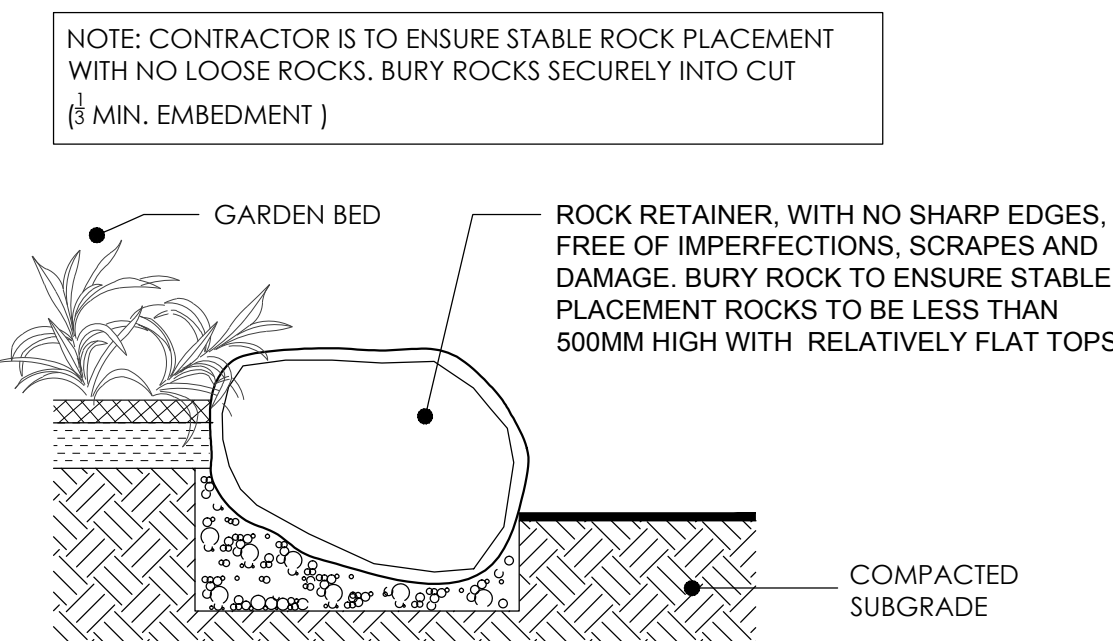 NOTE: CONTRACTOR IS TO ENSURE STABLE ROCK PLACEMENT
WITH NO LOOSE ROCKS. BURY ROCKS SECURELY INTO CUT
(1/3 MIN. EMBEDMENT )
GARDEN BED
ROCK RETAINER, WITH NO SHARP EDGES,
FREE OF IMPERFECTIONS, SCRAPES AND
DAMAGE. BURY ROCK TO ENSURE STABLE
PLACEMENT ROCKS TO BE LESS THAN
500MM HIGH WITH RELATIVELY FLAT TOPS
COMPACTED
SUBGRADE